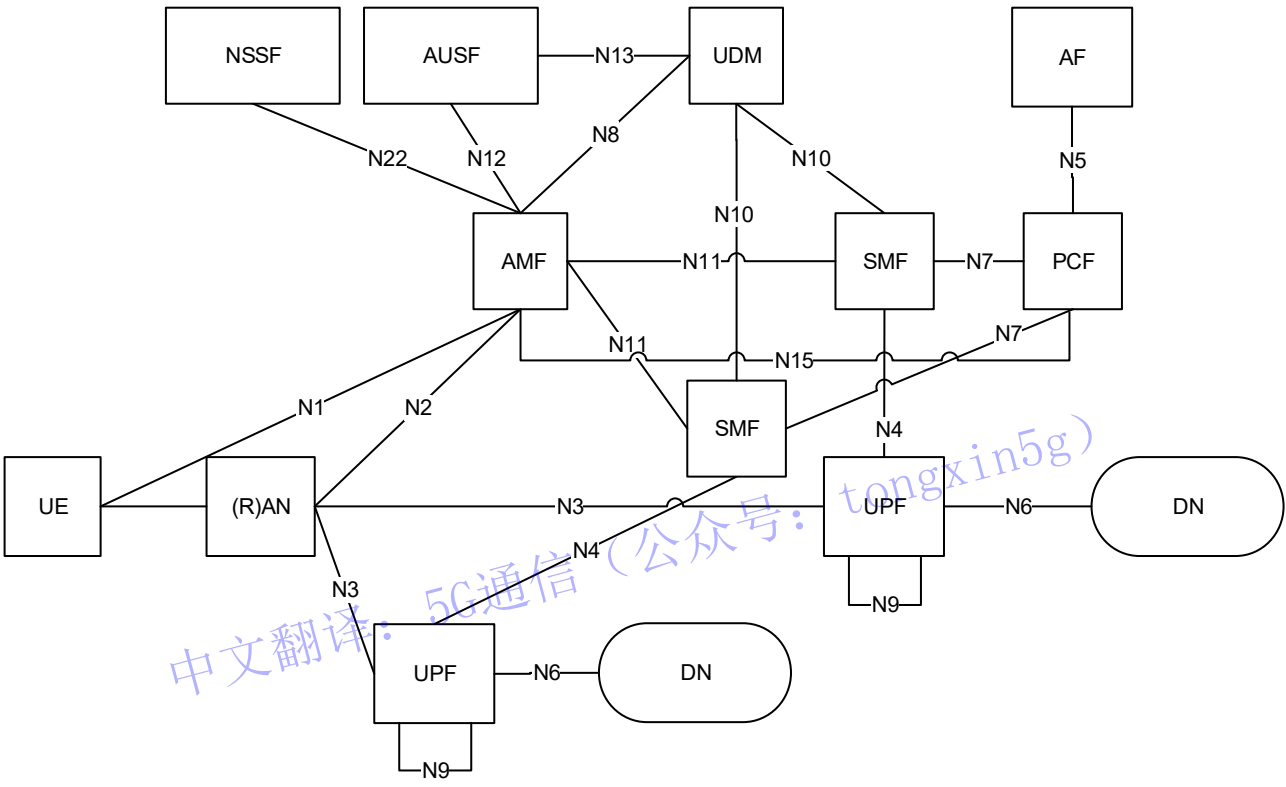 NSSF
AUSF
N13
UDM
AF
N22
N12
N8
N10
N5
N10
AMF
N11
SMF
N7
PCF
N11
N15
N7
N1
N2
SMF
N4
UE
(R)AN
N3
UPF
N6
DN
N4
N3
N9
UPF
N6
DN
N9
中文翻译：5G通信（公众号：tongxin5g）